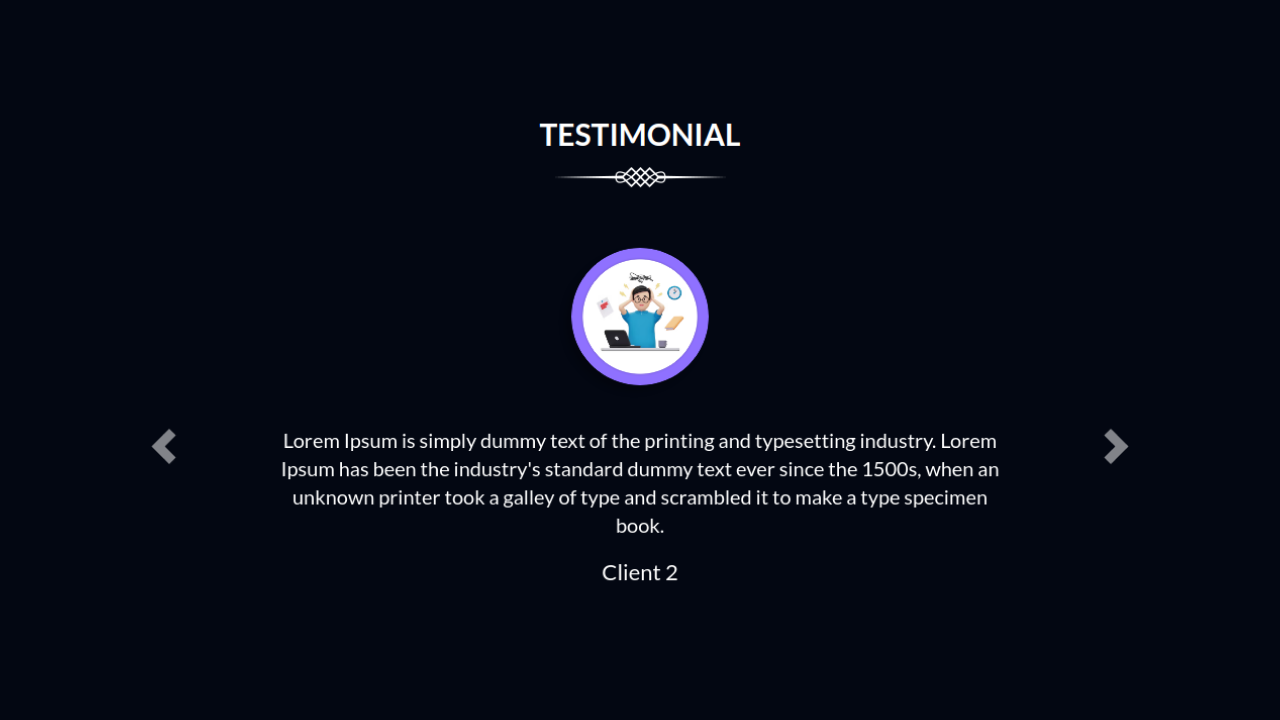 TESTIMONIAL
Lorem Ipsum is simply dummy text of the printing and typesetting industry. Lorem
Ipsum has been the industry's standard dummy text ever since the 1500s, when an
unknown printer took a galley of type and scrambled it to make a type specimen
book.
Client 2